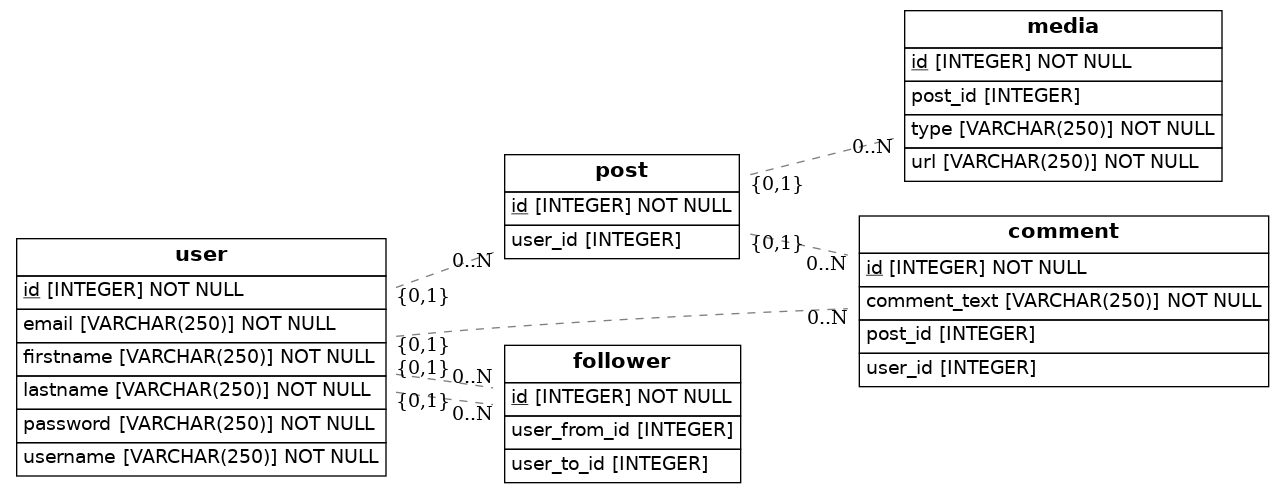 media
id [INTEGER] NOT NULL
post_id [INTEGER]
type [VARCHAR(250)] NOT NULL
url [VARCHAR(250)] NOT NULL
0..N
{0,1}
post
id [INTEGER] NOT NULL
user_id [INTEGER]
{0,1}
0..N
comment
id [INTEGER] NOT NULL
comment_text [VARCHAR(250)] NOT NULL
post_id [INTEGER]
user_id [INTEGER]
0..N
user
id [INTEGER] NOT NULL
email [VARCHAR(250)] NOT NULL
firstname [VARCHAR(250)] NOT NULL
lastname [VARCHAR(250)] NOT NULL
password [VARCHAR(250)] NOT NULL
username [VARCHAR(250)] NOT NULL
0..N
{0,1}
{0,1}
{0,1}
0..N
{0,1}
0..N
follower
id [INTEGER] NOT NULL
user_from_id [INTEGER]
user_to_id [INTEGER]